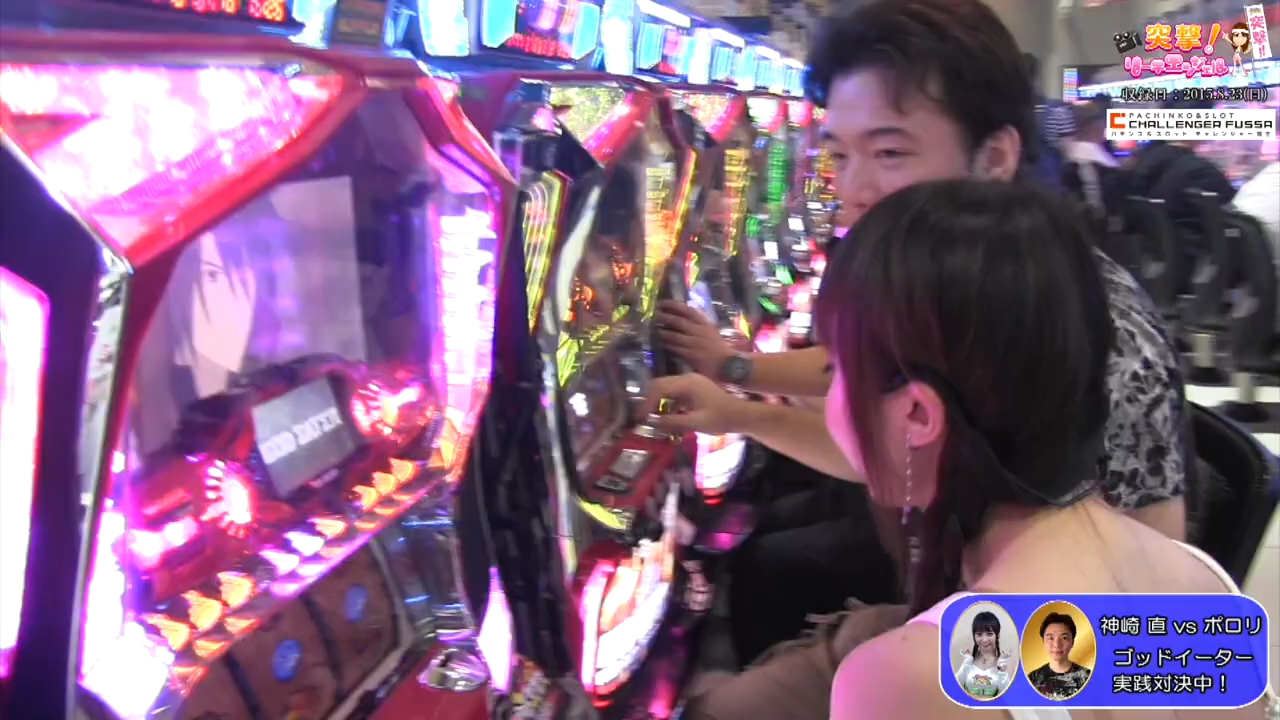 突撃!
突撃!!
リーチエンジェル
収録日:2015.8.23(日)
PACHINKO&SLOT
CHALLENGER FUSSA
パチンコ&スロット チャレンジャー福生
神崎 直 vs ポロリ
ゴッドイーター
実践対決中!